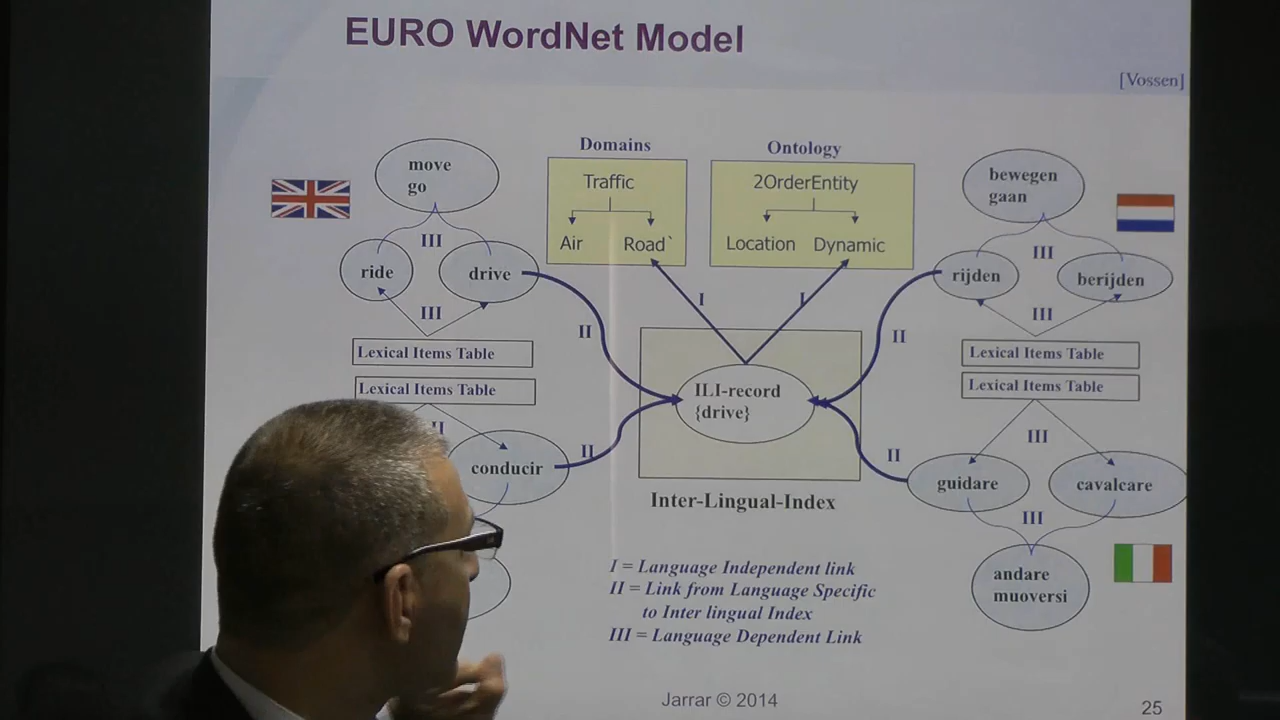 EURO WordNet Model
[Vossen]
Domains
Traffic
Air
Road`
Ontology
2OrderEntity
Location
Dynamic
move
go
III
ride
drive
III
Lexical Items Table
Lexical Items Table
conducir
bewegen
gaan
III
rijden
berijden
III
Lexical Items Table
Lexical Items Table
III
guidare
cavalcare
III
andare
muoversi
I
I
II
II
II
II
ILI-record
{drive}
Inter-Lingual-Index
I = Language Independent link
II = Link from Language Specific
to Inter lingual Index
III = Language Dependent Link
Jarrar © 2014
25